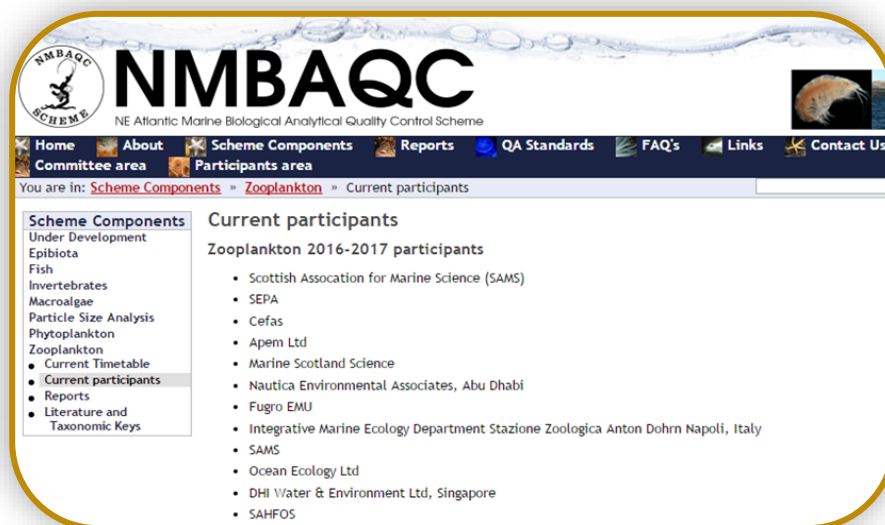 NMBAQC
SCHEME
NMBAQC
NE Atlantic Marine Biological Analytical Quality Control Scheme
Home About Scheme Components Reports QA Standards FAQ's Links Contact Us
Committee area Participants area
You are in: Scheme Components » Zooplankton » Current participants
Scheme Components
Under Development
Epibiota
Fish
Invertebrates
Macroalgae
Particle Size Analysis
Phytoplankton
Zooplankton
• Current Timetable
• Current participants
• Reports
• Literature and
Taxonomic Keys
Current participants
Zooplankton 2016-2017 participants
• Scottish Assocation for Marine Science (SAMS)
• SEPA
• Cefas
• Apem Ltd
• Marine Scotland Science
• Nautica Environmental Associates, Abu Dhabi
• Fugro EMU
• Integrative Marine Ecology Department Stazione Zoologica Anton Dohrn Napoli, Italy
• SAMS
• Ocean Ecology Ltd
• DHI Water & Environment Ltd, Singapore
• SAHFOS